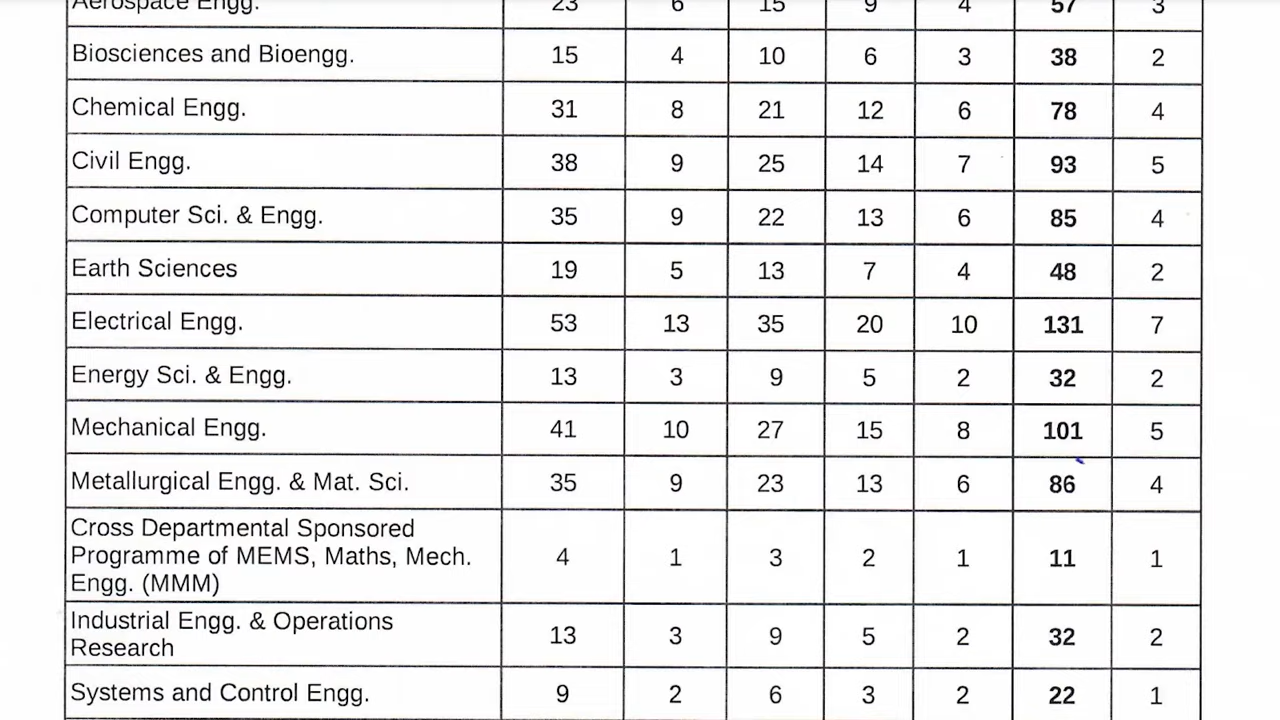 Aerospace Engg. 23 6 15 9 4 57 3
Biosciences and Bioengg. 15 4 10 6 3 38 2
Chemical Engg. 31 8 21 12 6 78 4
Civil Engg. 38 9 25 14 7 93 5
Computer Sci. & Engg. 35 9 22 13 6 85 4
Earth Sciences 19 5 13 7 4 48 2
Electrical Engg. 53 13 35 20 10 131 7
Energy Sci. & Engg. 13 3 9 5 2 32 2
Mechanical Engg. 41 10 27 15 8 101 5
Metallurgical Engg. & Mat. Sci. 35 9 23 13 6 86 4
Cross Departmental Sponsored
Programme of MEMS, Maths, Mech. 4 1 3 2 1 11 1
Engg. (MMM)
Industrial Engg. & Operations
Research 13 3 9 5 2 32 2
Systems and Control Engg. 9 2 6 3 2 22 1